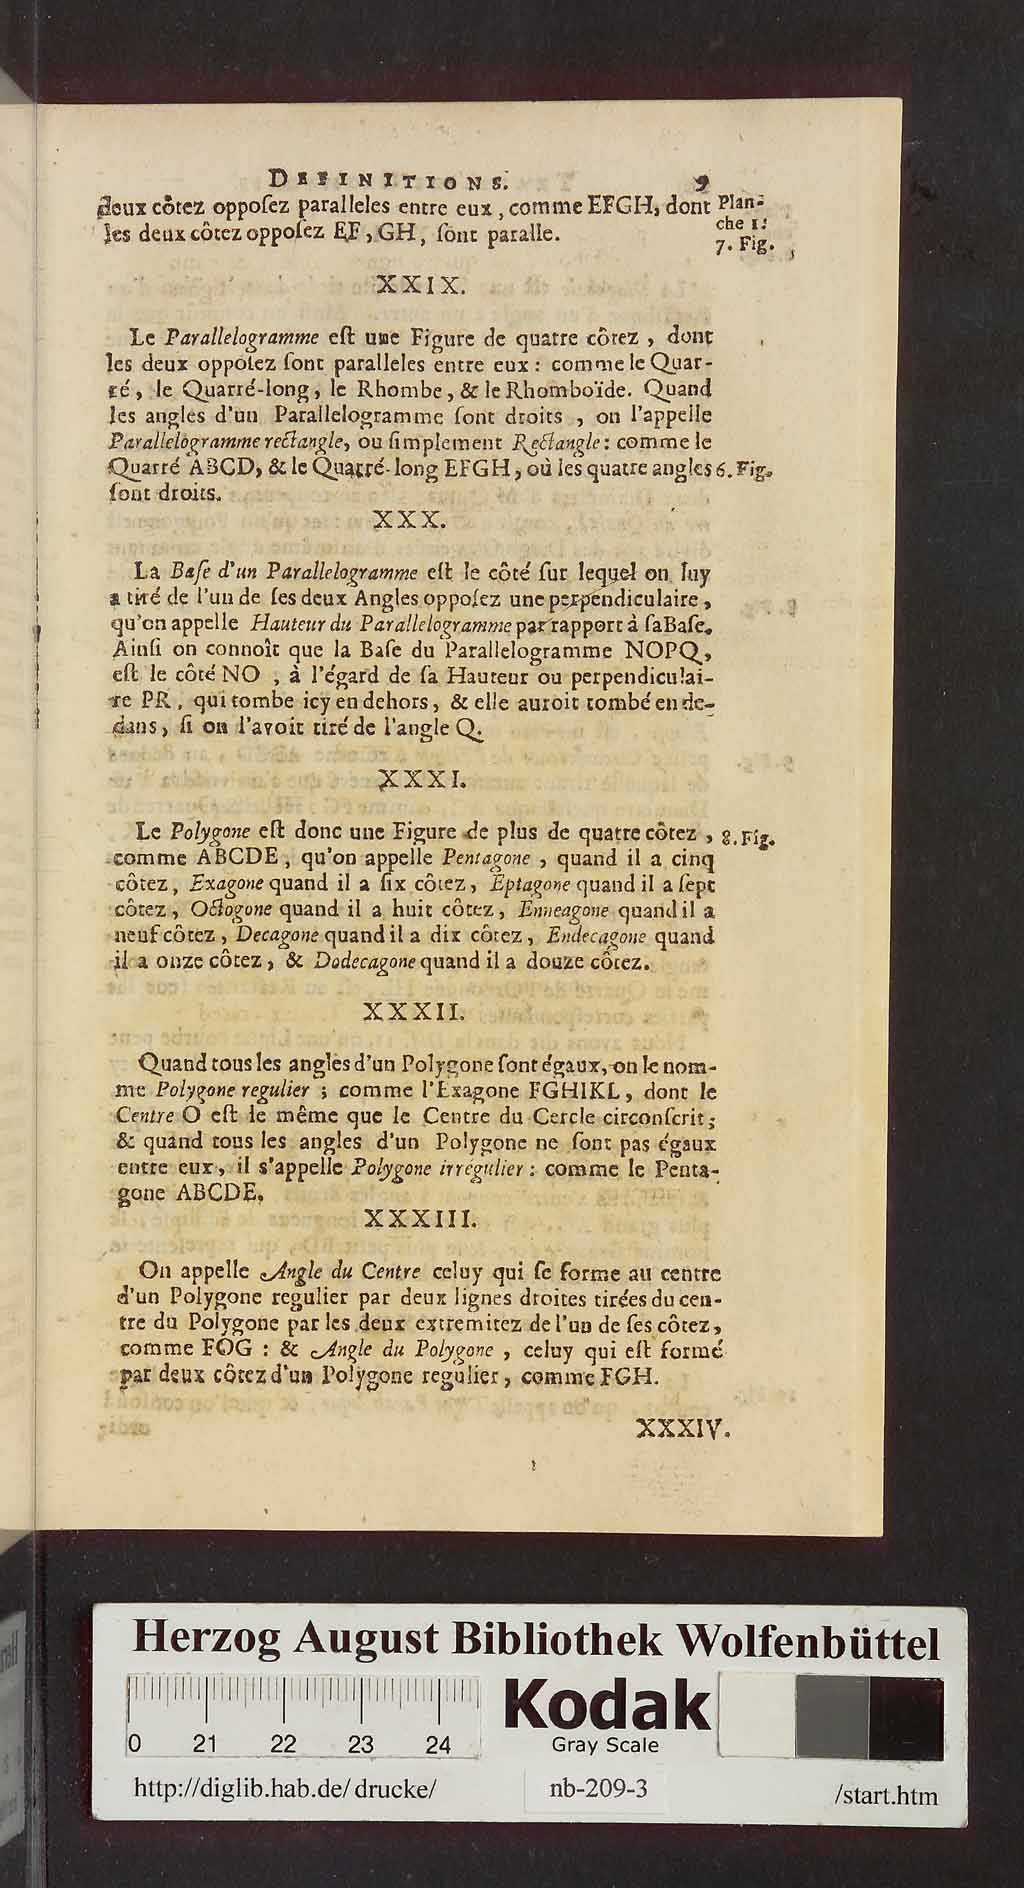 DEFINITIONS. 9
deux côtez oppoſez paralleles entre eux, comme EFGH, dont Plan-
les deux côtez oppoſez EF, GH, ſont paralle. che 1.
7. Fig.
XXIX.
Le Parallelogramme eſt une Figure de quatre côtez, dont
les deux oppoſez ſont paralleles entre eux: comme le Quar-
ré, le Quarré-long, le Rhombe, & le Rhomboïde. Quand
les angles d'un Parallelogramme ſont droits, on l'appelle
Parallelogramme rectangle, ou ſimplement Rectangle: comme le
Quarré ABCD, & le Quarré-long EFGH, où les quatre angles 6. Fig.
ſont droits.
XXX.
La Baſe d'un Parallelogramme eſt le côté ſur lequel on luy
a tiré de l'un de ſes deux Angles oppoſez une perpendiculaire,
qu'on appelle Hauteur du Parallelogramme par rapport à ſa Baſe.
Ainſi on connoît que la Baſe du Parallelogramme NOPQ,
eſt le côté NO, à l'égard de ſa Hauteur ou perpendiculai-
re PR, qui tombe icy en dehors, & elle auroit tombé en de-
dans, ſi on l'avoit tiré de l'angle Q.
XXXI.
Le Polygone eſt donc une Figure de plus de quatre côtez, 8. Fig.
comme ABCDE, qu'on appelle Pentagone, quand il a cinq
côtez, Exagone quand il a ſix côtez, Eptagone quand il a ſept
côtez, Octogone quand il a huit côtez, Enneagone quand il a
neuf côtez, Decagone quand il a dix côtez, Endecagone quand
il a onze côtez, & Dodecagone quand il a douze côtez.
XXXII.
Quand tous les angles d'un Polygone ſont égaux, on le nom-
me Polygone regulier; comme l'Exagone FGHIKL, dont le
Centre O eſt le même que le Centre du Cercle circonſcrit;
& quand tous les angles d'un Polygone ne ſont pas égaux
entre eux, il s'appelle Polygone irregulier: comme le Penta-
gone ABCDE.
XXXIII.
On appelle Angle du Centre celuy qui ſe forme au centre
d'un Polygone regulier par deux lignes droites tirées du cen-
tre du Polygone par les deux extremitez de l'un de ſes côtez,
comme FOG: & Angle du Polygone, celuy qui eſt formé
par deux côtez d'un Polygone regulier, comme FGH.
XXXIV.
Herzog August Bibliothek Wolfenbüttel
0 21 22 23 24
Kodak
Gray Scale
http://diglib.hab.de/drucke/ nb-209-3 /start.htm